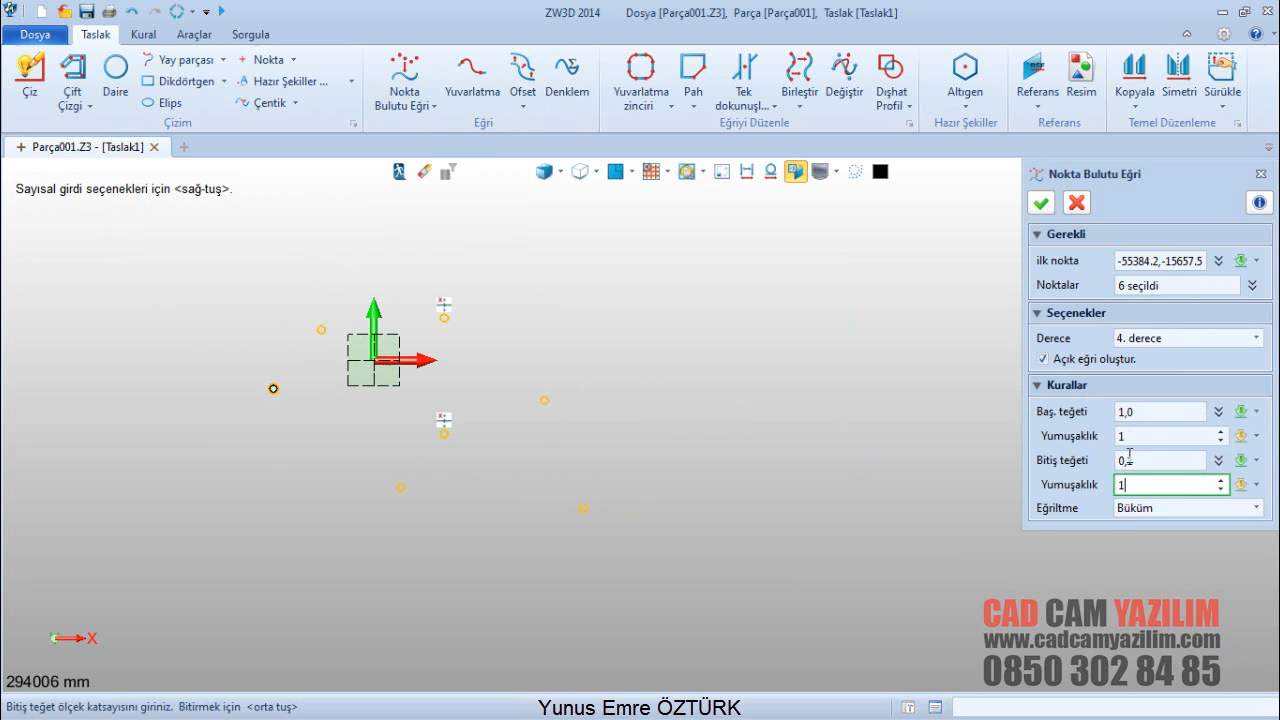 ZW3D 2014 Dosya [Parça001.Z3], Parça [Parça001], Taslak [Taslak1]
Dosya Taslak Kural Araçlar Sorgula
Çiz
Çift Çizgi
Daire
Yay parçası
Dikdörtgen
Elips
Nokta
Hazır Şekiller ...
Çentik
Nokta Bulutu Eğri
Yuvarlatma
Ofset
Denklem
Yuvarlatma zinciri
Pah
Tek dokunuşl...
Birleştir
Değiştir
Dışhat Profil
Altıgen
Referans
Resim
Kopyala
Simetri
Sürükle
Çizim Eğri Eğriyi Düzenle Hazır Şekiller Referans Temel Düzenleme
Parça001.Z3 - [Taslak1]
Sayısal girdi seçenekleri için <sağ-tuş>.
Nokta Bulutu Eğri
Gerekli
ilk nokta -55384.2,-15657.5
Noktalar 6 seçildi
Seçenekler
Derece 4. derece
Açık eğri oluştur.
Kurallar
Baş. teğeti 1,0
Yumuşaklık 1
Bitiş teğeti
Yumuşaklık 1
Eğriltme Büküm
X
294006 mm
CAD CAM YAZILIM
www.cadcamyazilim.com
0850 302 84 85
Bitiş teğet ölçek katsayısını giriniz. Bitirmek için <orta tuş>
Yunus Emre ÖZTÜRK